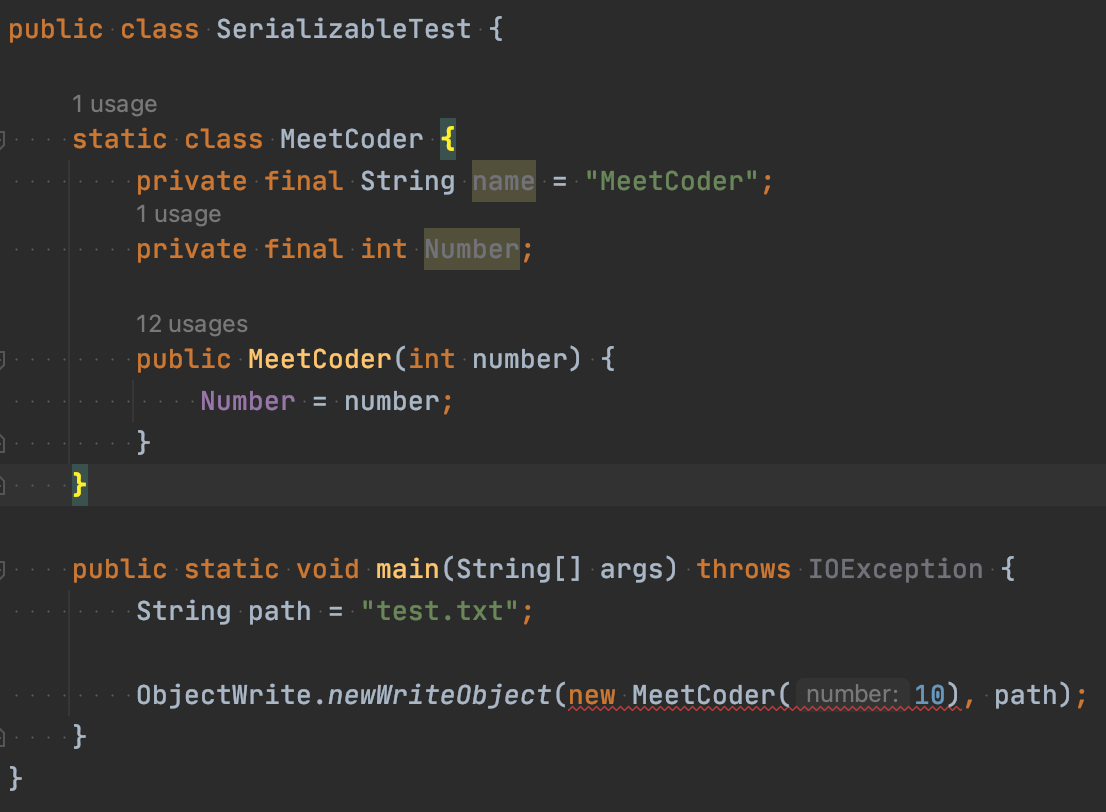 public class SerializableTest {
1 usage
static class MeetCoder {
private final String name = "MeetCoder";
1 usage
private final int Number;
12 usages
public MeetCoder(int number) {
Number = number;
}
}
public static void main(String[] args) throws IOException {
String path = "test.txt";
ObjectWrite.newWriteObject(new MeetCoder( number: 10), path);
}
}